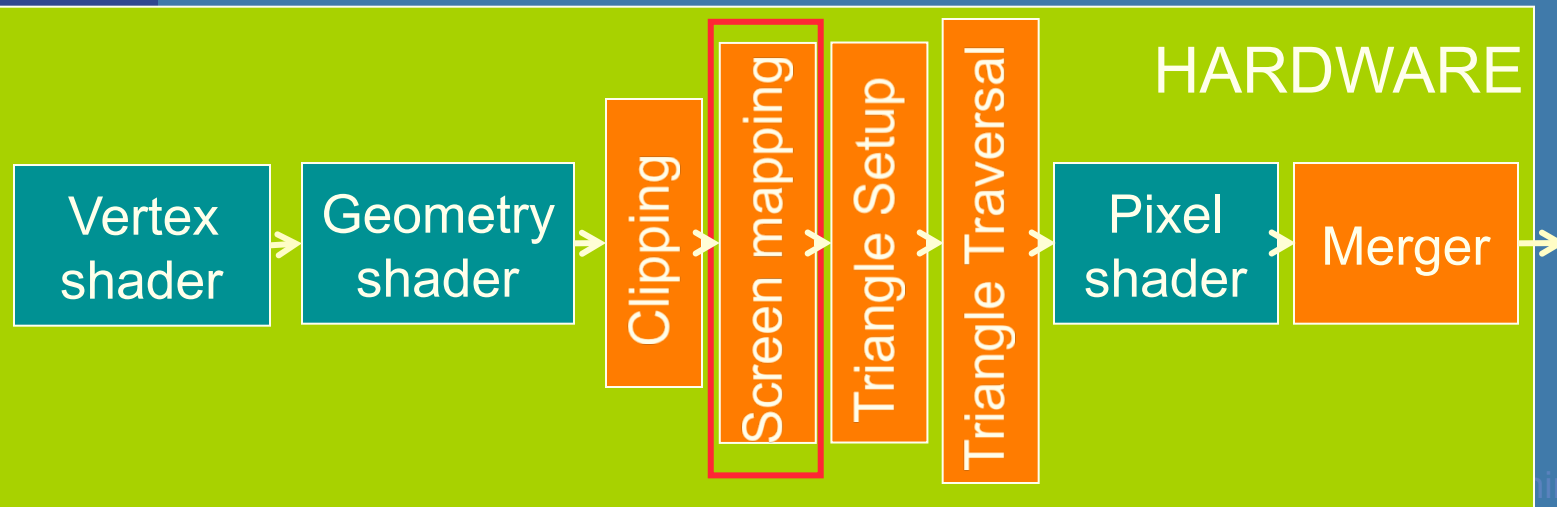 HARDWARE
Vertex
shader
Geometry
shader
Clipping
Screen mapping
Triangle Setup
Triangle Traversal
Pixel
shader
Merger